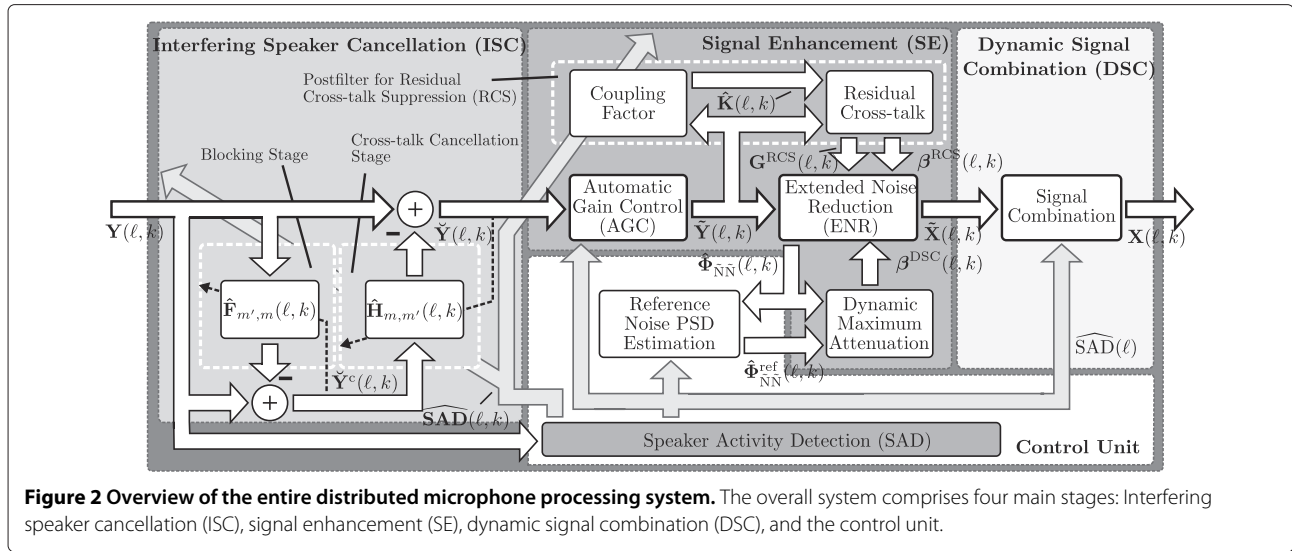 Interfering Speaker Cancellation (ISC)
Signal Enhancement (SE)
Dynamic Signal
Combination (DSC)
Postfilter for Residual
Cross-talk Suppression (RCS)
Coupling
Factor
K̂(ℓ, k)
Residual
Cross-talk
Blocking Stage
Cross-talk Cancellation
Stage
G^RCS(ℓ, k)
β^RCS(ℓ, k)
Y(ℓ, k)
+
−
Y̌(ℓ, k)
Automatic
Gain Control
(AGC)
Ỹ(ℓ, k)
Extended Noise
Reduction
(ENR)
X̃(ℓ, k)
Signal
Combination
X(ℓ, k)
Φ̂_ÑÑ(ℓ, k)
β^DSC(ℓ, k)
F̂_m′,m(ℓ, k)
Ĥ_m,m′(ℓ, k)
Reference
Noise PSD
Estimation
Dynamic
Maximum
Attenuation
Φ̂^ref_ÑÑ(ℓ, k)
SAD̂(ℓ)
−
+
Y̆^c(ℓ, k)
SAD̂(ℓ, k)
Speaker Activity Detection (SAD)
Control Unit
Figure 2 Overview of the entire distributed microphone processing system. The overall system comprises four main stages: Interfering
speaker cancellation (ISC), signal enhancement (SE), dynamic signal combination (DSC), and the control unit.